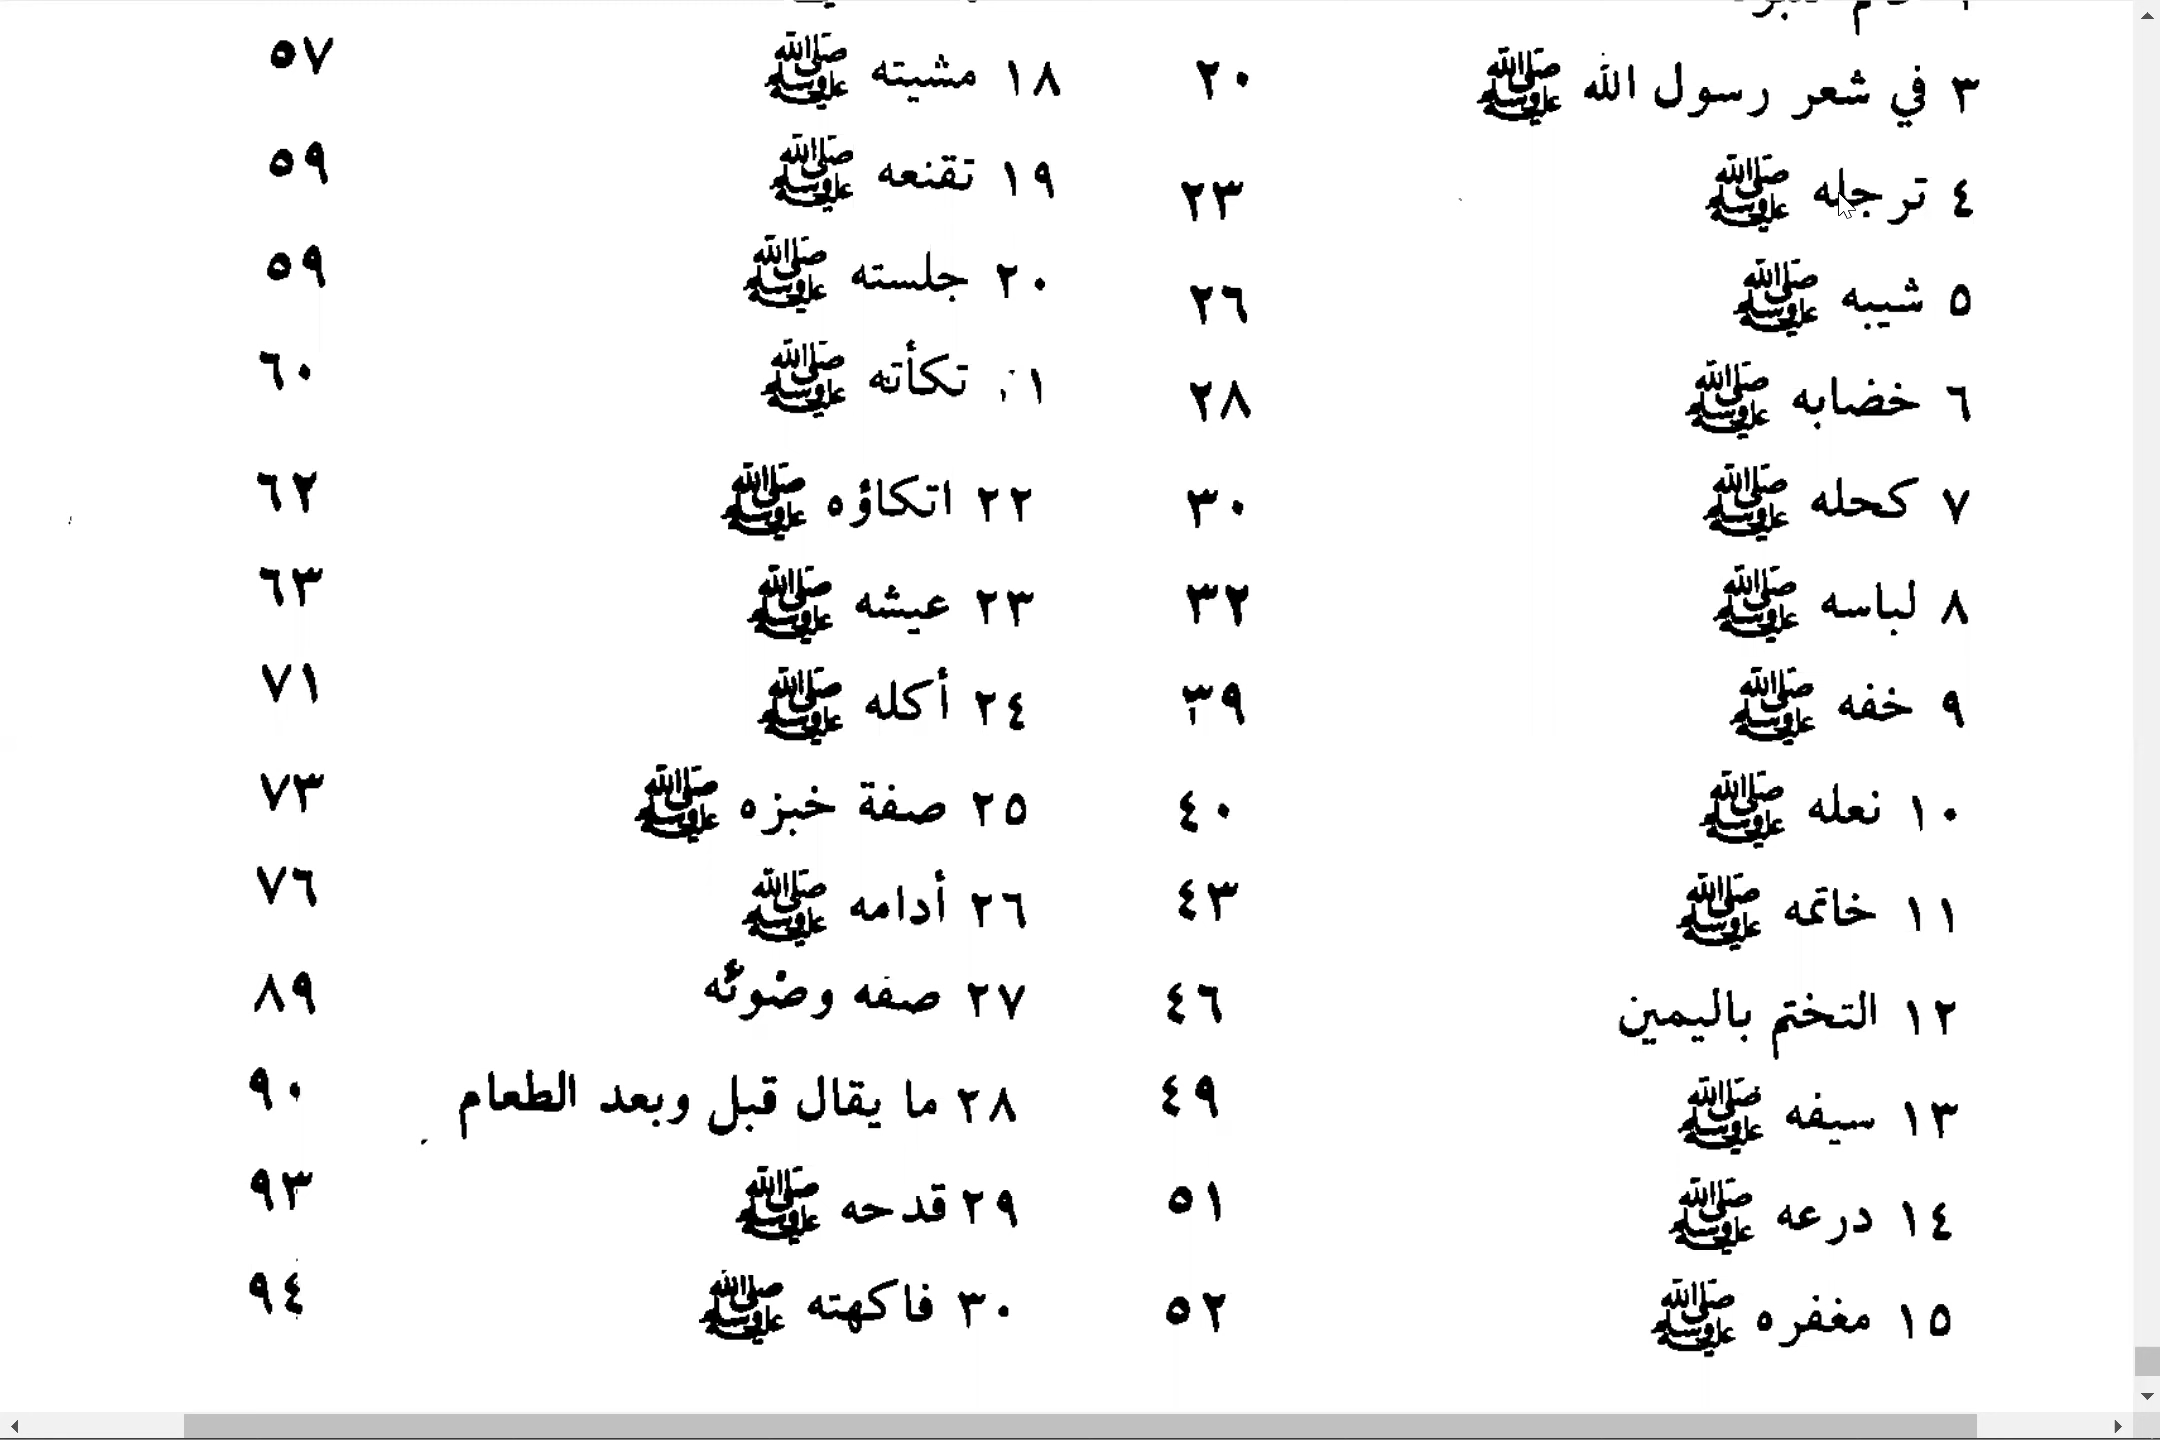 ٣ في شعر رسول الله ﷺ ٢٠
٤ ترجله ﷺ ٢٣
٥ شيبه ﷺ ٢٦
٦ خضابه ﷺ ٢٨
٧ كحله ﷺ ٣٠
٨ لباسه ﷺ ٣٢
٩ خفه ﷺ ٣٩
١٠ نعله ﷺ ٤٠
١١ خاتمه ﷺ ٤٣
١٢ التختم باليمين ٤٦
١٣ سيفه ﷺ ٤٩
١٤ درعه ﷺ ٥١
١٥ مغفره ﷺ ٥٢
١٨ مشيته ﷺ ٥٧
١٩ تقنعه ﷺ ٥٩
٢٠ جلسته ﷺ ٥٩
تكأته ﷺ ٦٠
٢٢ اتكاؤه ﷺ ٦٢
٢٣ عيشه ﷺ ٦٣
٢٤ أكله ﷺ ٧١
٢٥ صفة خبزه ﷺ ٧٣
٢٦ أدامه ﷺ ٧٦
٢٧ صفه وضوئه ٨٩
٢٨ ما يقال قبل وبعد الطعام ٩٠
٢٩ قدحه ﷺ ٩٣
٣٠ فاكهته ﷺ ٩٤